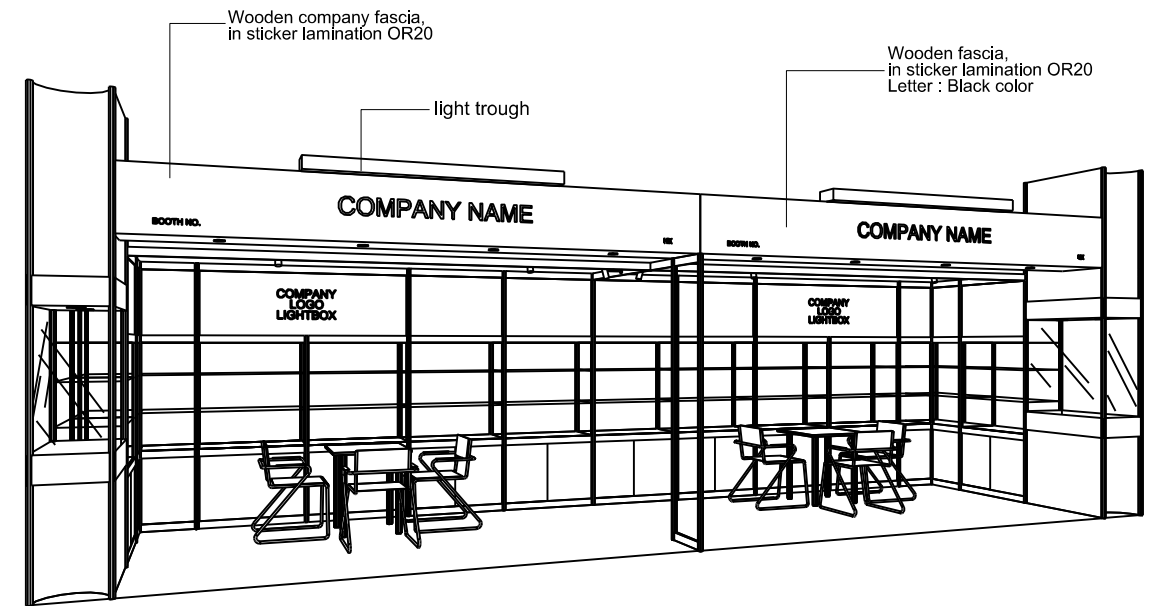 Wooden company fascia,
in sticker lamination OR20
Wooden fascia,
in sticker lamination OR20
Letter : Black color
light trough
COMPANY NAME
BOOTH NO.
COMPANY NAME
BOOTH NO.
COMPANY
LOGO
LIGHTBOX
COMPANY
LOGO
LIGHTBOX